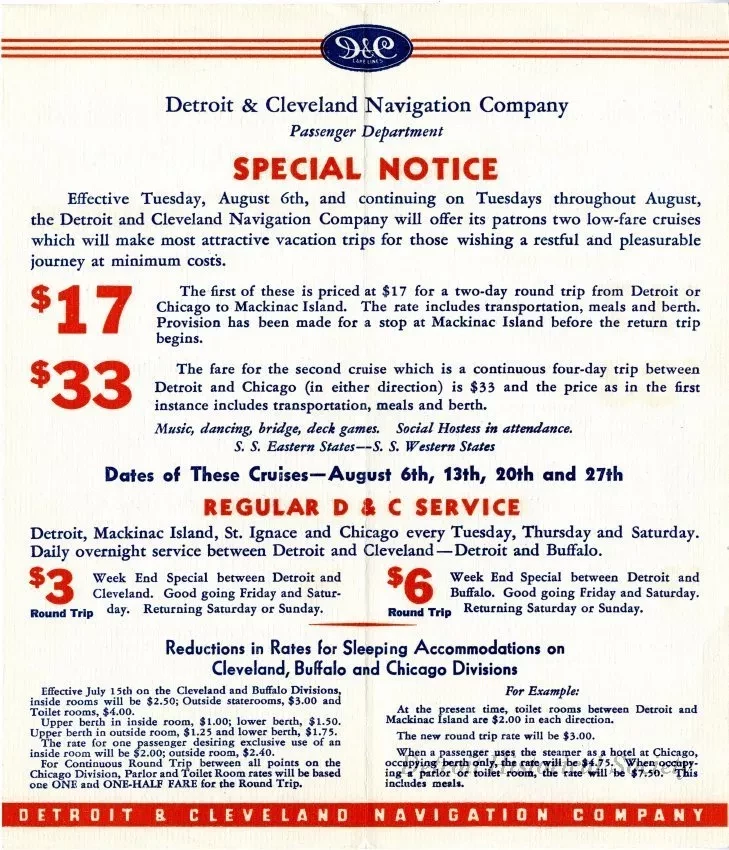 D&C
LAKE LINES
Detroit & Cleveland Navigation Company
Passenger Department
SPECIAL NOTICE
Effective Tuesday, August 6th, and continuing on Tuesdays throughout August,
the Detroit and Cleveland Navigation Company will offer its patrons two low-fare cruises
which will make most attractive vacation trips for those wishing a restful and pleasurable
journey at minimum costs.
$17
The first of these is priced at $17 for a two-day round trip from Detroit or
Chicago to Mackinac Island. The rate includes transportation, meals and berth.
Provision has been made for a stop at Mackinac Island before the return trip
begins.
$33
The fare for the second cruise which is a continuous four-day trip between
Detroit and Chicago (in either direction) is $33 and the price as in the first
instance includes transportation, meals and berth.
Music, dancing, bridge, deck games. Social Hostess in attendance.
S. S. Eastern States--S. S. Western States
Dates of These Cruises—August 6th, 13th, 20th and 27th
REGULAR D & C SERVICE
Detroit, Mackinac Island, St. Ignace and Chicago every Tuesday, Thursday and Saturday.
Daily overnight service between Detroit and Cleveland—Detroit and Buffalo.
$3
Round Trip
Week End Special between Detroit and
Cleveland. Good going Friday and Satur-
day. Returning Saturday or Sunday.
$6
Round Trip
Week End Special between Detroit and
Buffalo. Good going Friday and Saturday.
Returning Saturday or Sunday.
Reductions in Rates for Sleeping Accommodations on
Cleveland, Buffalo and Chicago Divisions
Effective July 15th on the Cleveland and Buffalo Divisions,
inside rooms will be $2.50; Outside staterooms, $3.00 and
Toilet rooms, $4.00.
Upper berth in inside room, $1.00; lower berth, $1.50.
Upper berth in outside room, $1.25 and lower berth, $1.75.
The rate for one passenger desiring exclusive use of an
inside room will be $2.00; outside room, $2.40.
For Continuous Round Trip between all points on the
Chicago Division, Parlor and Toilet Room rates will be based
one ONE and ONE-HALF FARE for the Round Trip.
For Example:
At the present time, toilet rooms between Detroit and
Mackinac Island are $2.00 in each direction.
The new round trip rate will be $3.00.
When a passenger uses the steamer as a hotel at Chicago,
occupying berth only, the rate will be $4.75. When occupy-
ing a parlor or toilet room, the rate will be $7.50. This
includes meals.
Detroit Historical Society
DETROIT & CLEVELAND NAVIGATION COMPANY